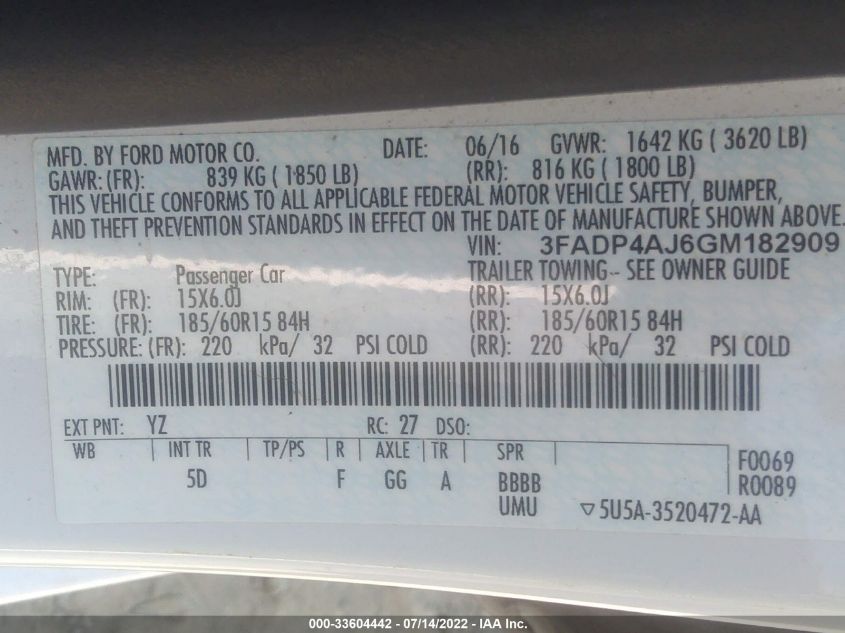 MFD. BY FORD MOTOR CO. DATE: 06/16 GVWR: 1642 KG ( 3620 LB)
GAWR: (FR): 839 KG ( 1850 LB) (RR): 816 KG ( 1800 LB)
THIS VEHICLE CONFORMS TO ALL APPLICABLE FEDERAL MOTOR VEHICLE SAFETY, BUMPER,
AND THEFT PREVENTION STANDARDS IN EFFECT ON THE DATE OF MANUFACTURE SHOWN ABOVE.
VIN: 3FADP4AJ6GM182909
TYPE: Passenger Car TRAILER TOWING-- SEE OWNER GUIDE
RIM: (FR): 15X6.0J (RR): 15X6.0J
TIRE: (FR): 185/60R15 84H (RR): 185/60R15 84H
PRESSURE: (FR): 220 kPa/ 32 PSI COLD (RR): 220 kPa/ 32 PSI COLD
EXT PNT: YZ RC: 27 DSO:
WB INT TR TP/PS R AXLE TR SPR F0069
5D F GG A BBBB R0089
UMU ▽5U5A-3520472-AA
000-33604442 - 07/14/2022 - IAA Inc.